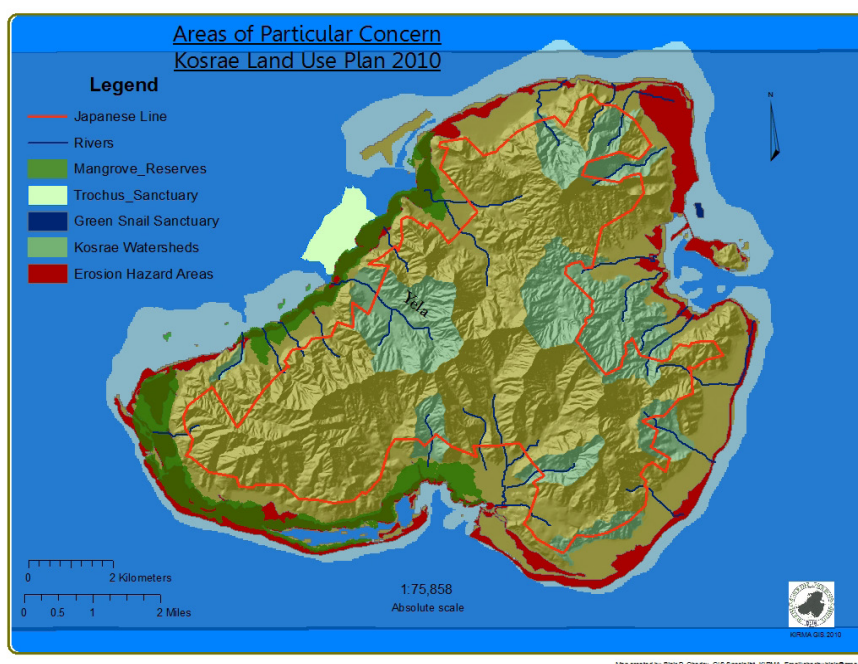 Areas of Particular Concern
Kosrae Land Use Plan 2010
Legend
Japanese Line
Rivers
Mangrove_Reserves
Trochus_Sanctuary
Green Snail Sanctuary
Kosrae Watersheds
Erosion Hazard Areas
N
Yela
0 2 Kilometers
0 0.5 1 2 Miles
1:75,858
Absolute scale
KIRMA GIS 2010